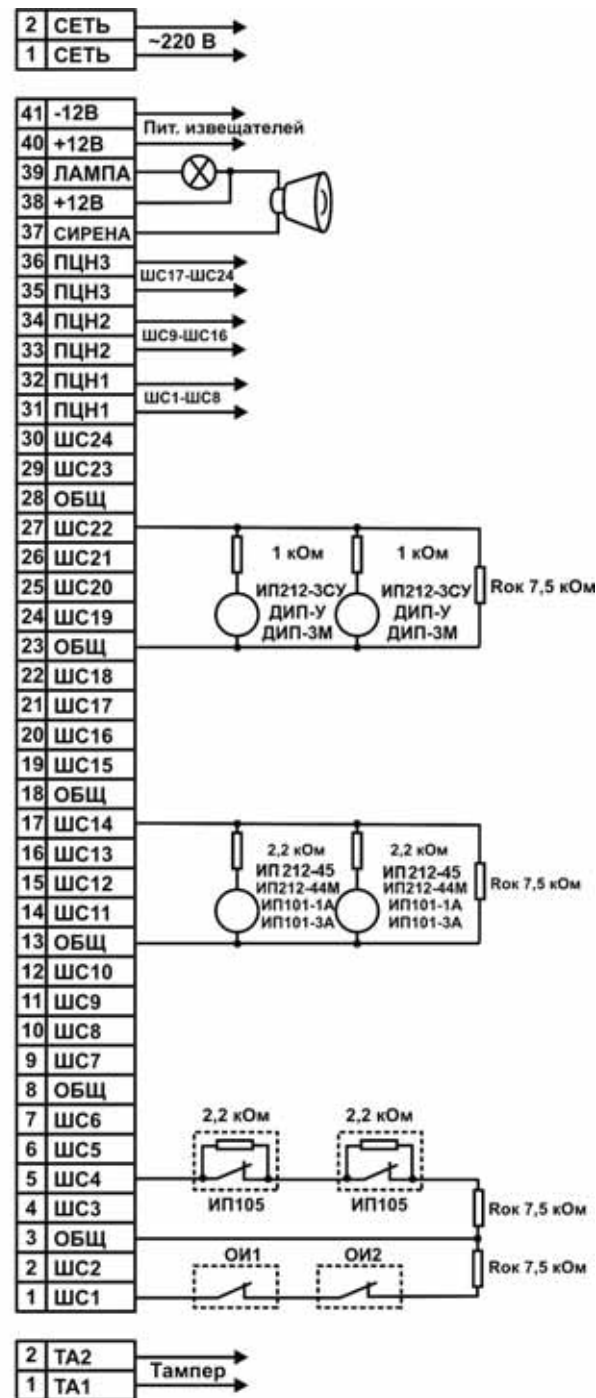 2 СЕТЬ
~220 В
1 СЕТЬ
41 -12В
Пит. извещателей
40 +12В
39 ЛАМПА
38 +12В
37 СИРЕНА
36 ПЦН3
ШС17-ШС24
35 ПЦН3
34 ПЦН2
ШС9-ШС16
33 ПЦН2
32 ПЦН1
ШС1-ШС8
31 ПЦН1
30 ШС24
29 ШС23
28 ОБЩ
27 ШС22
26 ШС21
1 кОм 1 кОм
25 ШС20
ИП212-3СУ ИП212-3СУ
Rок 7,5 кОм
24 ШС19
ДИП-У ДИП-У
ДИП-3М ДИП-3М
23 ОБЩ
22 ШС18
21 ШС17
20 ШС16
19 ШС15
18 ОБЩ
17 ШС14
16 ШС13
2,2 кОм 2,2 кОм
ИП212-45 ИП212-45
15 ШС12
ИП212-44М ИП212-44М
Rок 7,5 кОм
14 ШС11
ИП101-1А ИП101-1А
ИП101-3А ИП101-3А
13 ОБЩ
12 ШС10
11 ШС9
10 ШС8
9 ШС7
8 ОБЩ
7 ШС6
2,2 кОм 2,2 кОм
6 ШС5
5 ШС4
ИП105 ИП105
4 ШС3
Rок 7,5 кОм
3 ОБЩ
ОИ1 ОИ2
2 ШС2
Rок 7,5 кОм
1 ШС1
2 ТА2
Тампер
1 ТА1